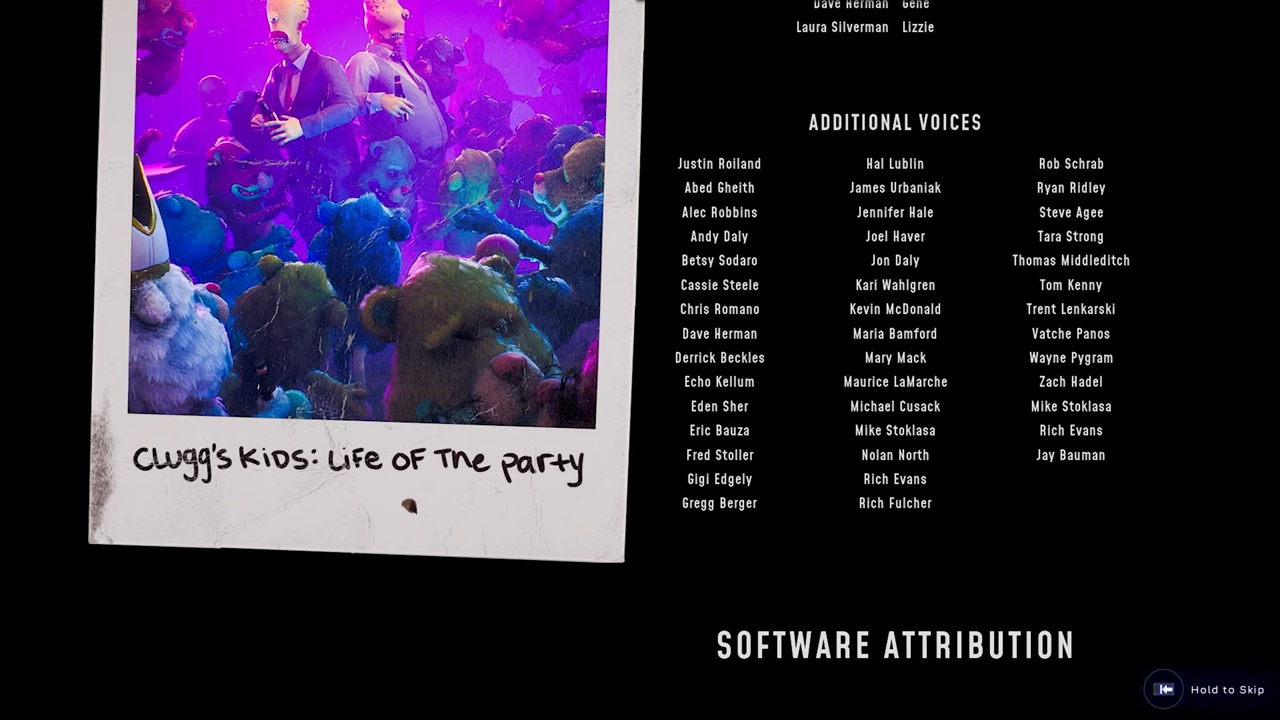 Dave Herman Gene
Laura Silverman Lizzie
ADDITIONAL VOICES
Justin Roiland Hal Lublin Rob Schrab
Abed Gheith James Urbaniak Ryan Ridley
Alec Robbins Jennifer Hale Steve Agee
Andy Daly Joel Haver Tara Strong
Betsy Sodaro Jon Daly Thomas Middleditch
Cassie Steele Kari Wahlgren Tom Kenny
Chris Romano Kevin McDonald Trent Lenkarski
Dave Herman Maria Bamford Vatche Panos
Derrick Beckles Mary Mack Wayne Pygram
Echo Kellum Maurice LaMarche Zach Hadel
Eden Sher Michael Cusack Mike Stoklasa
Eric Bauza Mike Stoklasa Rich Evans
Fred Stoller Nolan North Jay Bauman
Gigi Edgely Rich Evans
Gregg Berger Rich Fulcher
Clugg's Kids: Life of The party
SOFTWARE ATTRIBUTION
Hold to Skip